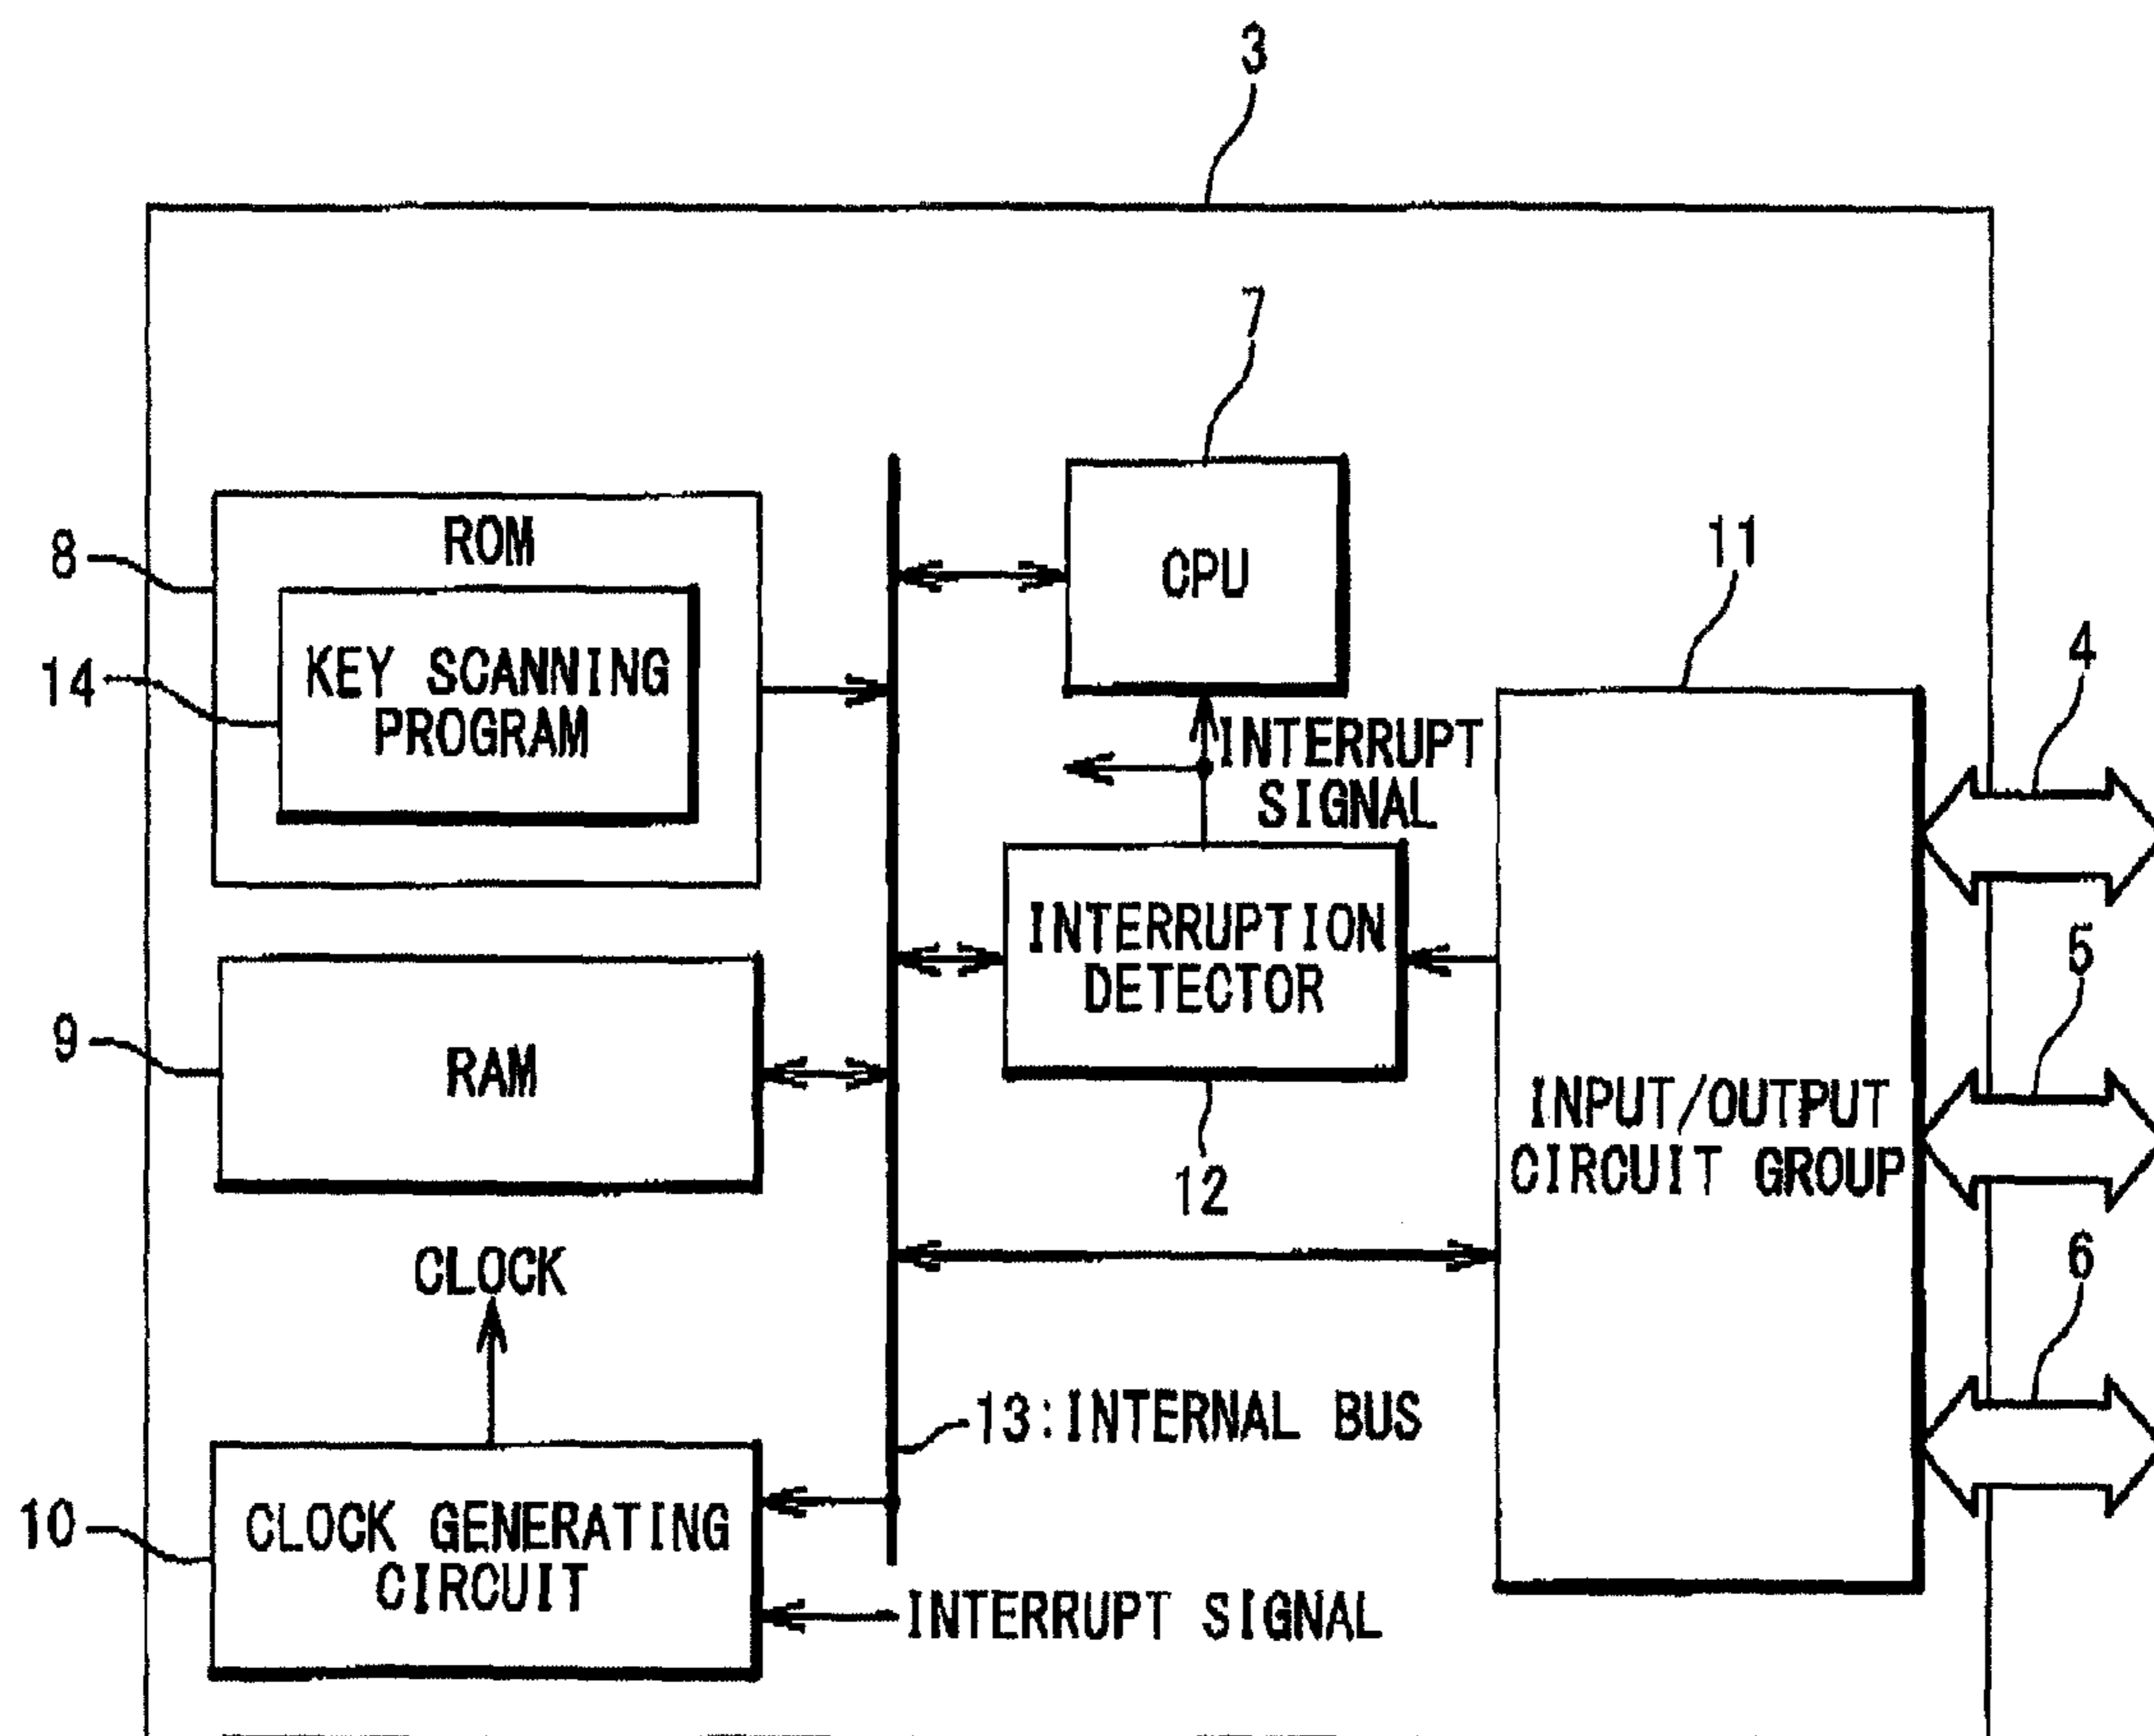 3
7
8
ROM
CPU
11
14
KEY SCANNING
PROGRAM
4
INTERRUPT
SIGNAL
INTERRUPTION
DETECTOR
5
9
RAM
INPUT/OUTPUT
CIRCUIT GROUP
12
CLOCK
6
13:INTERNAL BUS
10
CLOCK GENERATING
CIRCUIT
INTERRUPT SIGNAL